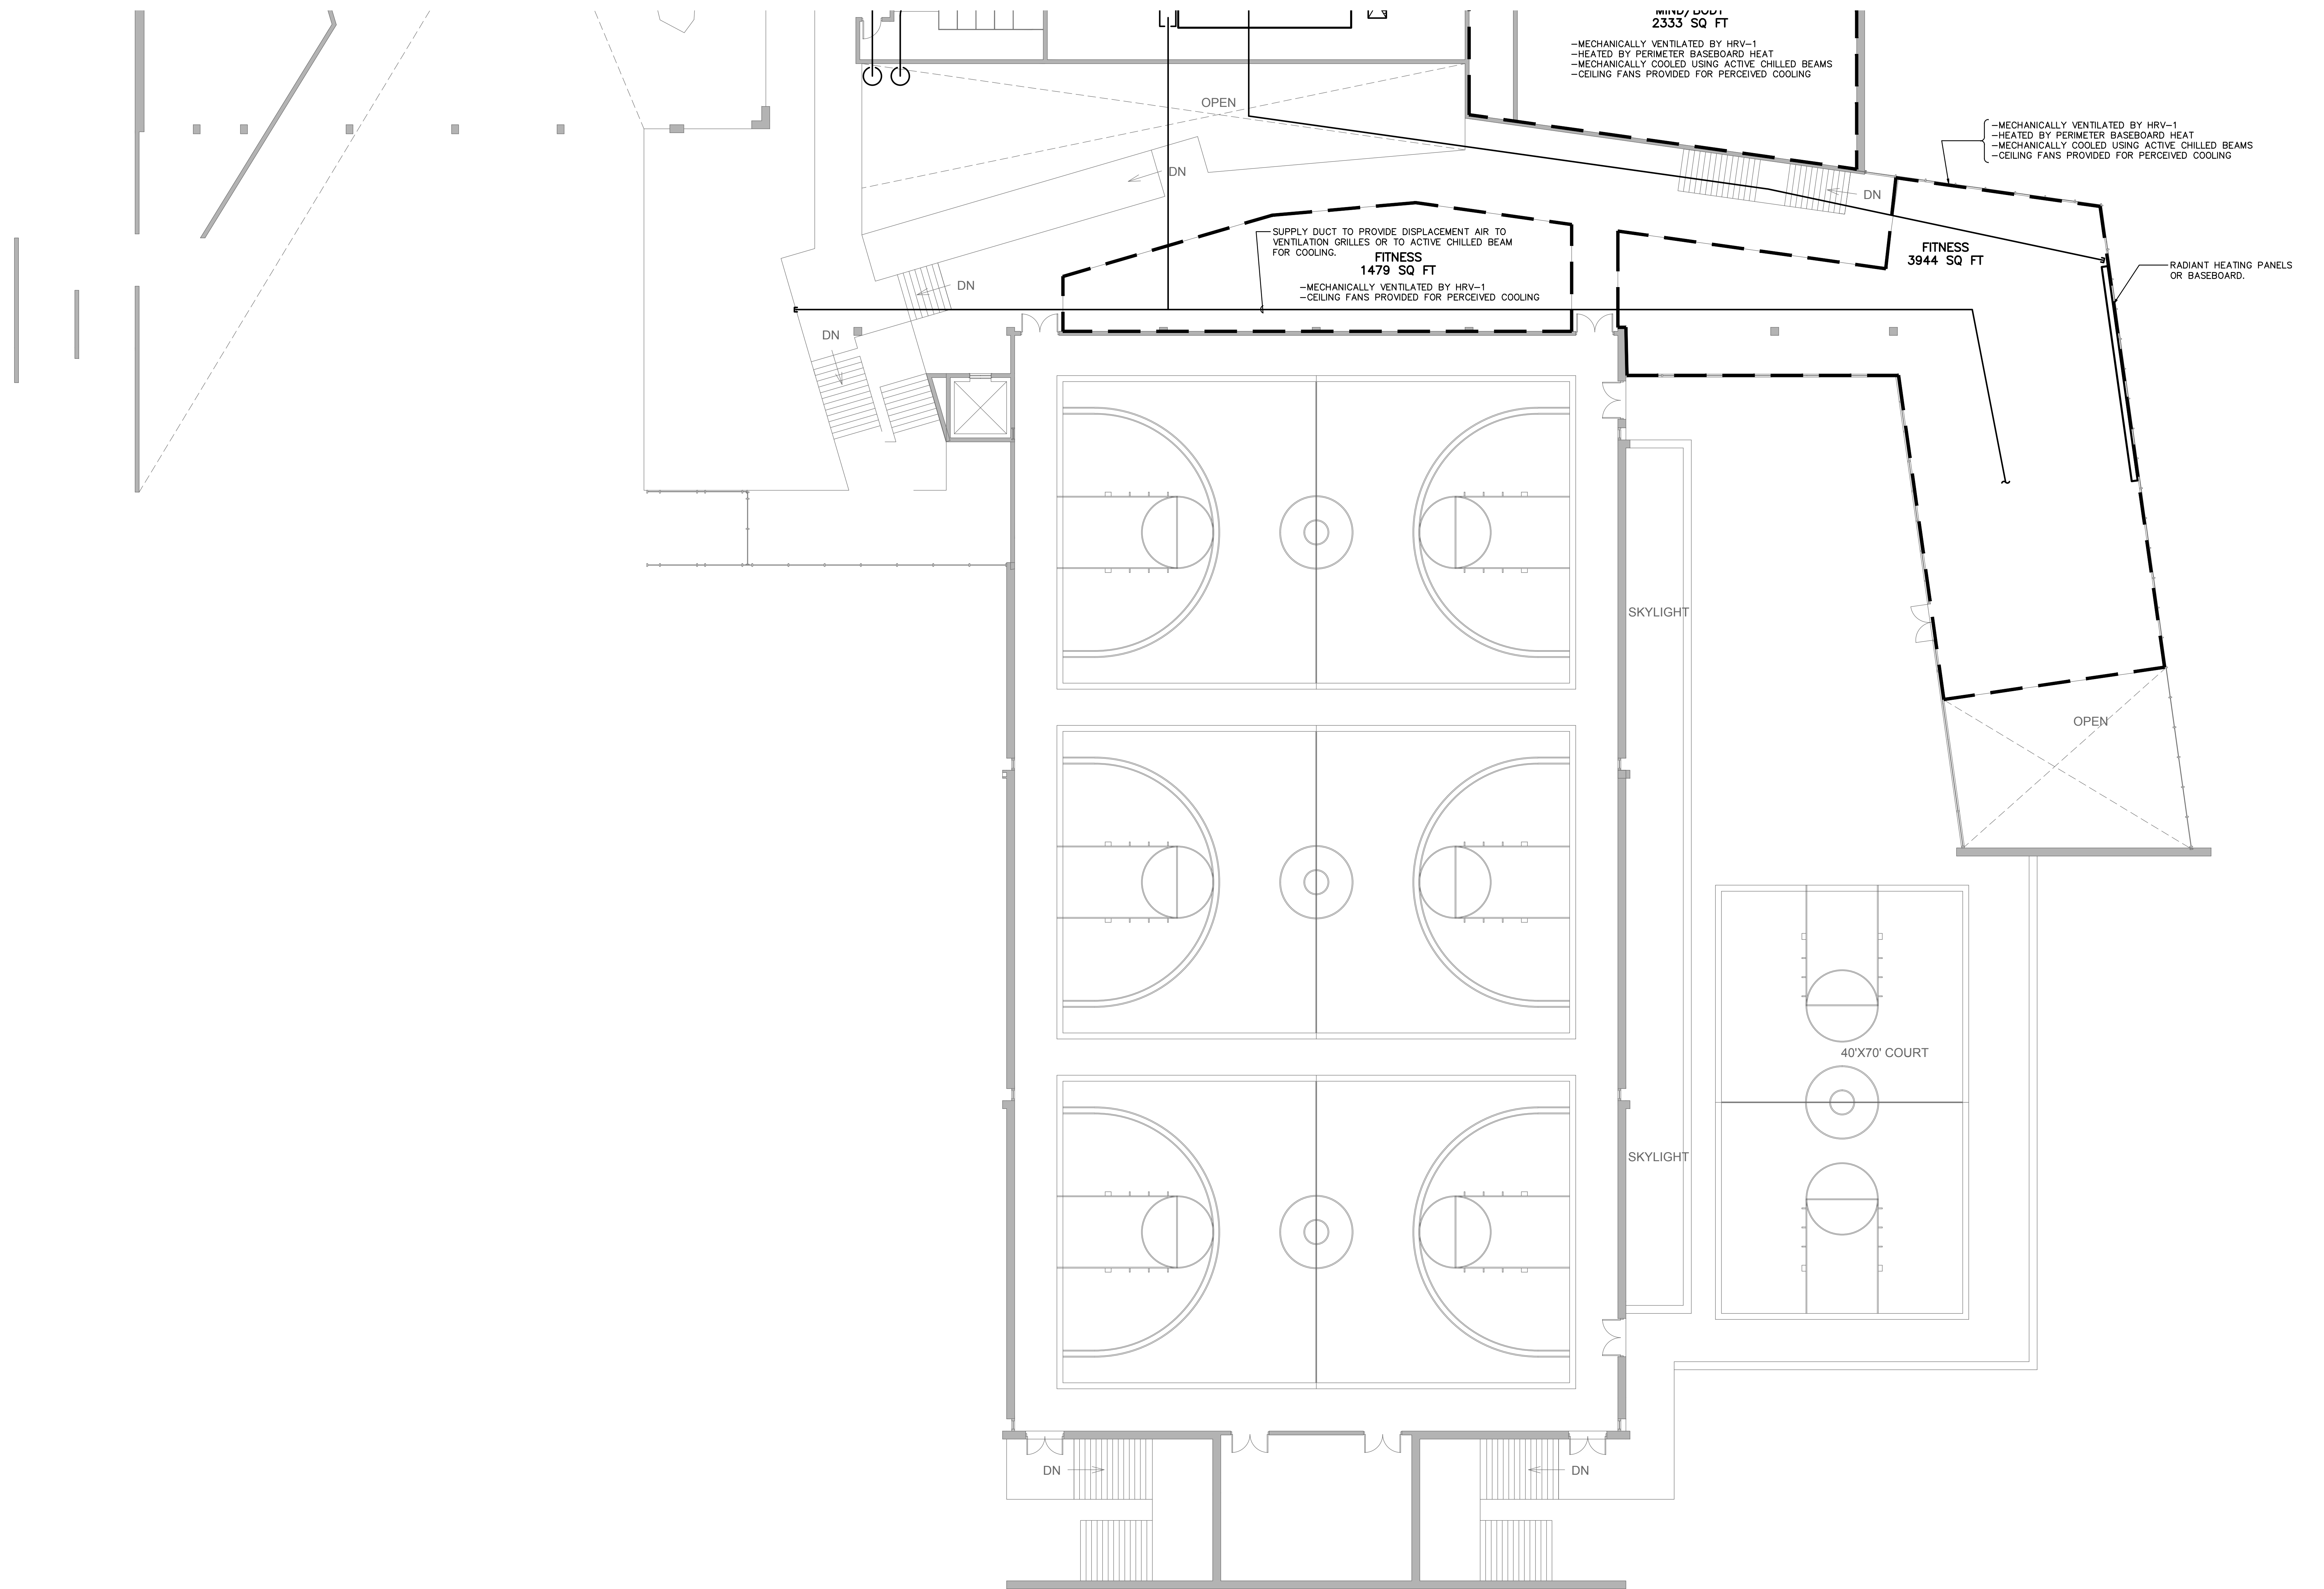 MIND/BODY
2333 SQ FT
-MECHANICALLY VENTILATED BY HRV-1
-HEATED BY PERIMETER BASEBOARD HEAT
-MECHANICALLY COOLED USING ACTIVE CHILLED BEAMS
-CEILING FANS PROVIDED FOR PERCEIVED COOLING
OPEN
-MECHANICALLY VENTILATED BY HRV-1
-HEATED BY PERIMETER BASEBOARD HEAT
-MECHANICALLY COOLED USING ACTIVE CHILLED BEAMS
-CEILING FANS PROVIDED FOR PERCEIVED COOLING
DN
DN
SUPPLY DUCT TO PROVIDE DISPLACEMENT AIR TO
VENTILATION GRILLES OR TO ACTIVE CHILLED BEAM
FOR COOLING.
FITNESS
1479 SQ FT
-MECHANICALLY VENTILATED BY HRV-1
-CEILING FANS PROVIDED FOR PERCEIVED COOLING
FITNESS
3944 SQ FT
RADIANT HEATING PANELS
OR BASEBOARD.
DN
DN
SKYLIGHT
OPEN
40'X70' COURT
SKYLIGHT
DN
DN